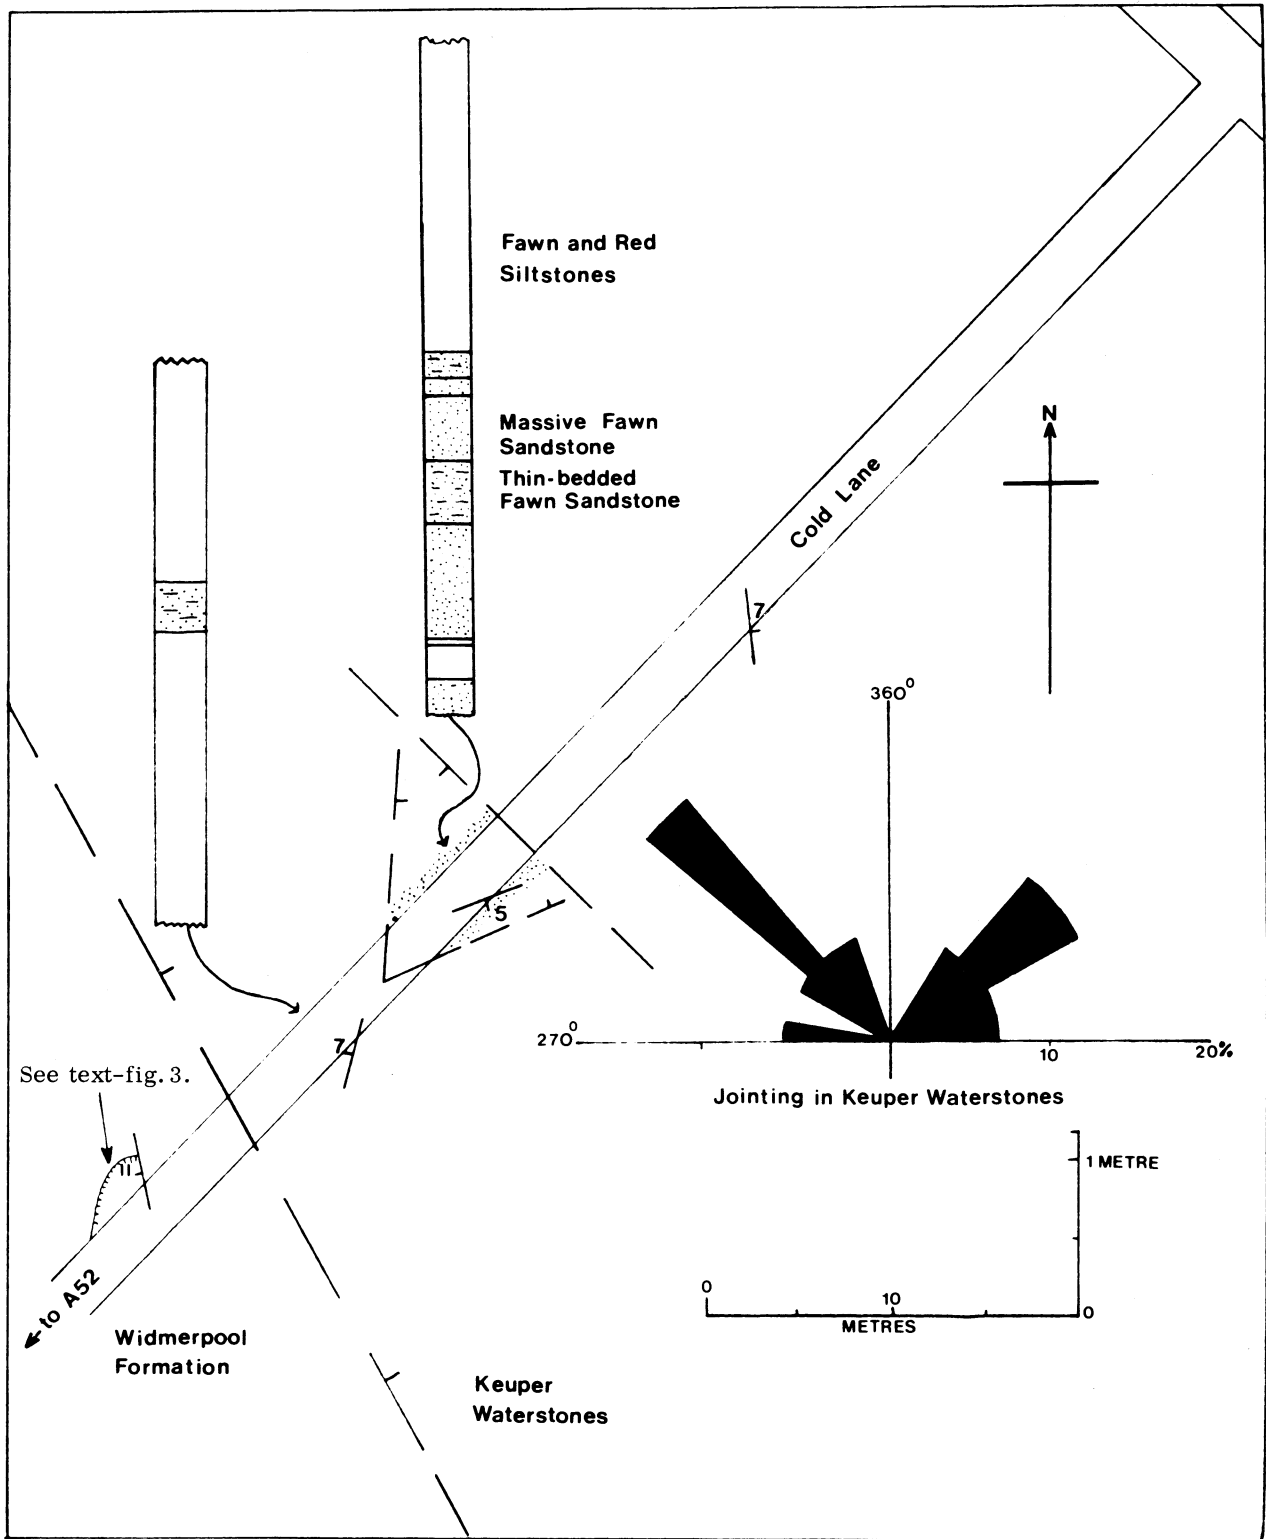 Fawn and Red
Siltstones
Massive Fawn
Sandstone
Thin-bedded
Fawn Sandstone
Cold Lane
N
7
360⁰
5
270⁰
10
20%
7
Jointing in Keuper Waterstones
See text-fig. 3.
11
1 METRE
0
0
10
METRES
to A52
Widmerpool
Formation
Keuper
Waterstones